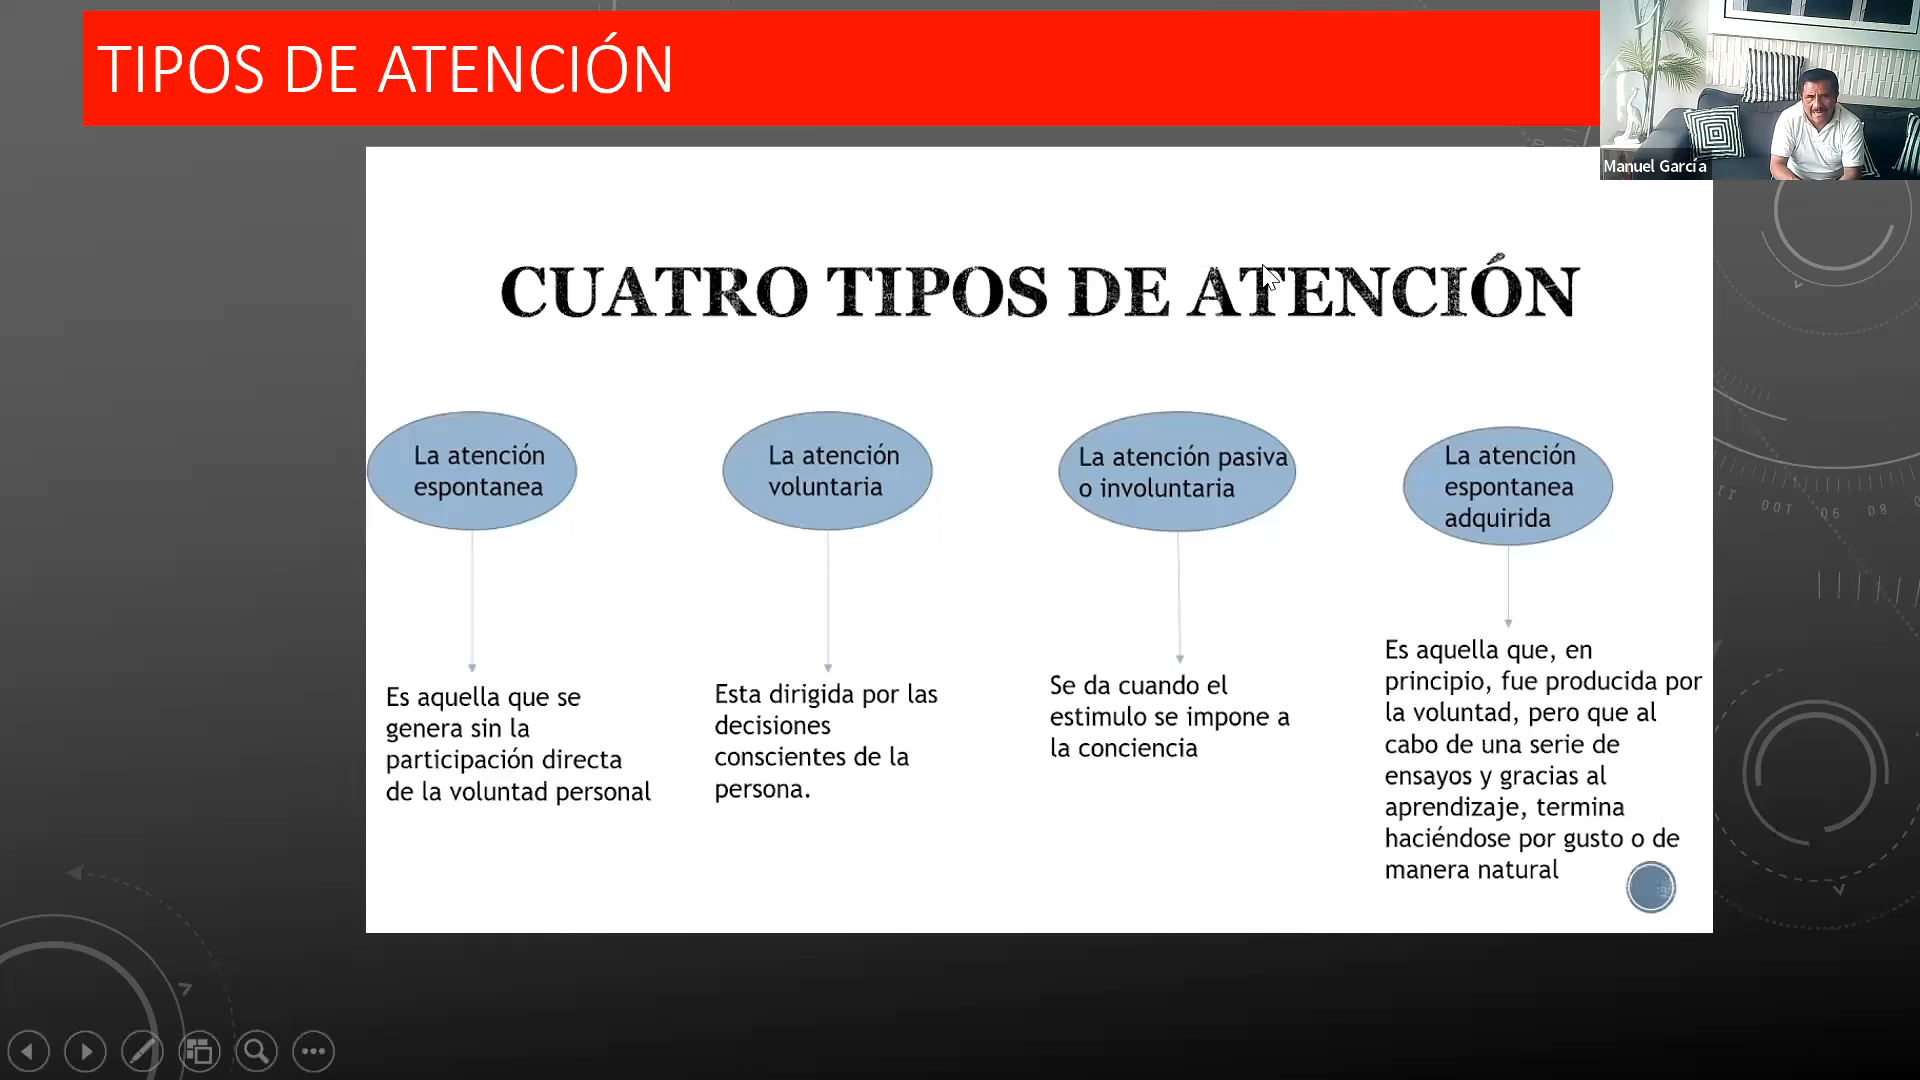 TIPOS DE ATENCIÓN
Manuel García
CUATRO TIPOS DE ATENCIÓN
La atención
espontanea
La atención
voluntaria
La atención pasiva
o involuntaria
La atención
espontanea
adquirida
Es aquella que se
genera sin la
participación directa
de la voluntad personal
Esta dirigida por las
decisiones
conscientes de la
persona.
Se da cuando el
estimulo se impone a
la conciencia
Es aquella que, en
principio, fue producida por
la voluntad, pero que al
cabo de una serie de
ensayos y gracias al
aprendizaje, termina
haciéndose por gusto o de
manera natural